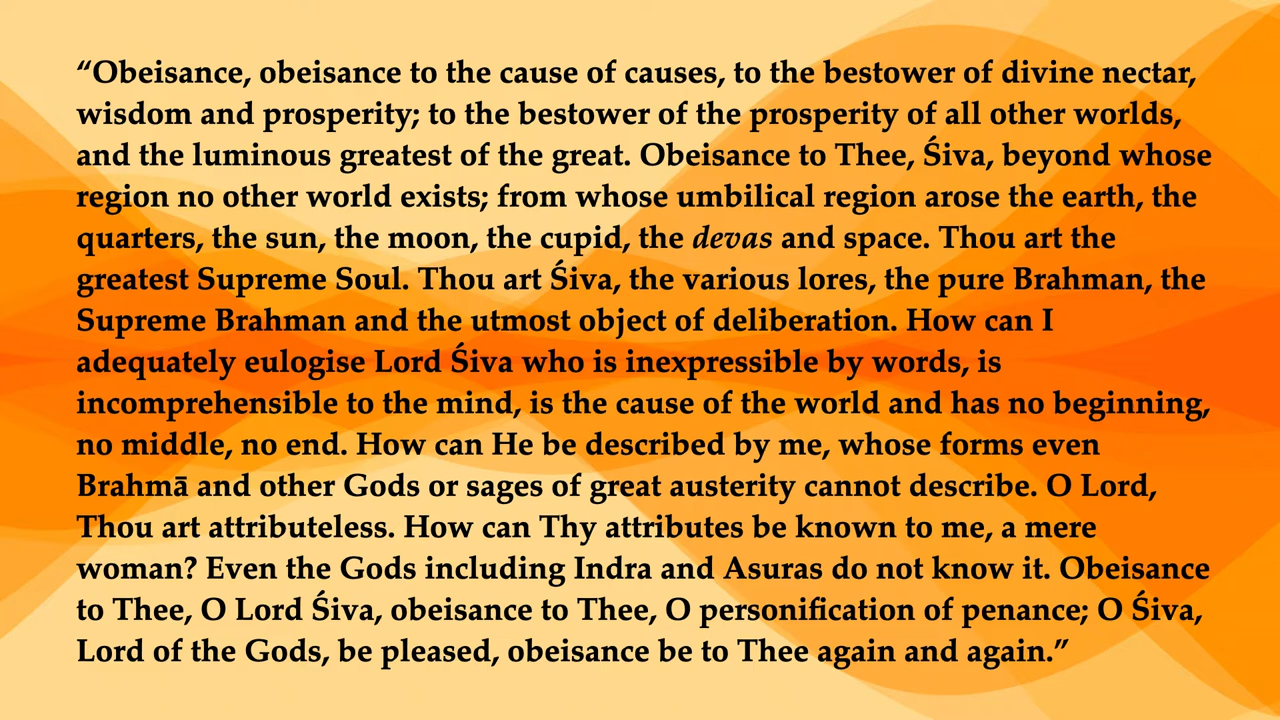 “Obeisance, obeisance to the cause of causes, to the bestower of divine nectar,
wisdom and prosperity; to the bestower of the prosperity of all other worlds,
and the luminous greatest of the great. Obeisance to Thee, Śiva, beyond whose
region no other world exists; from whose umbilical region arose the earth, the
quarters, the sun, the moon, the cupid, the devas and space. Thou art the
greatest Supreme Soul. Thou art Śiva, the various lores, the pure Brahman, the
Supreme Brahman and the utmost object of deliberation. How can I
adequately eulogise Lord Śiva who is inexpressible by words, is
incomprehensible to the mind, is the cause of the world and has no beginning,
no middle, no end. How can He be described by me, whose forms even
Brahmā and other Gods or sages of great austerity cannot describe. O Lord,
Thou art attributeless. How can Thy attributes be known to me, a mere
woman? Even the Gods including Indra and Asuras do not know it. Obeisance
to Thee, O Lord Śiva, obeisance to Thee, O personification of penance; O Śiva,
Lord of the Gods, be pleased, obeisance be to Thee again and again.”